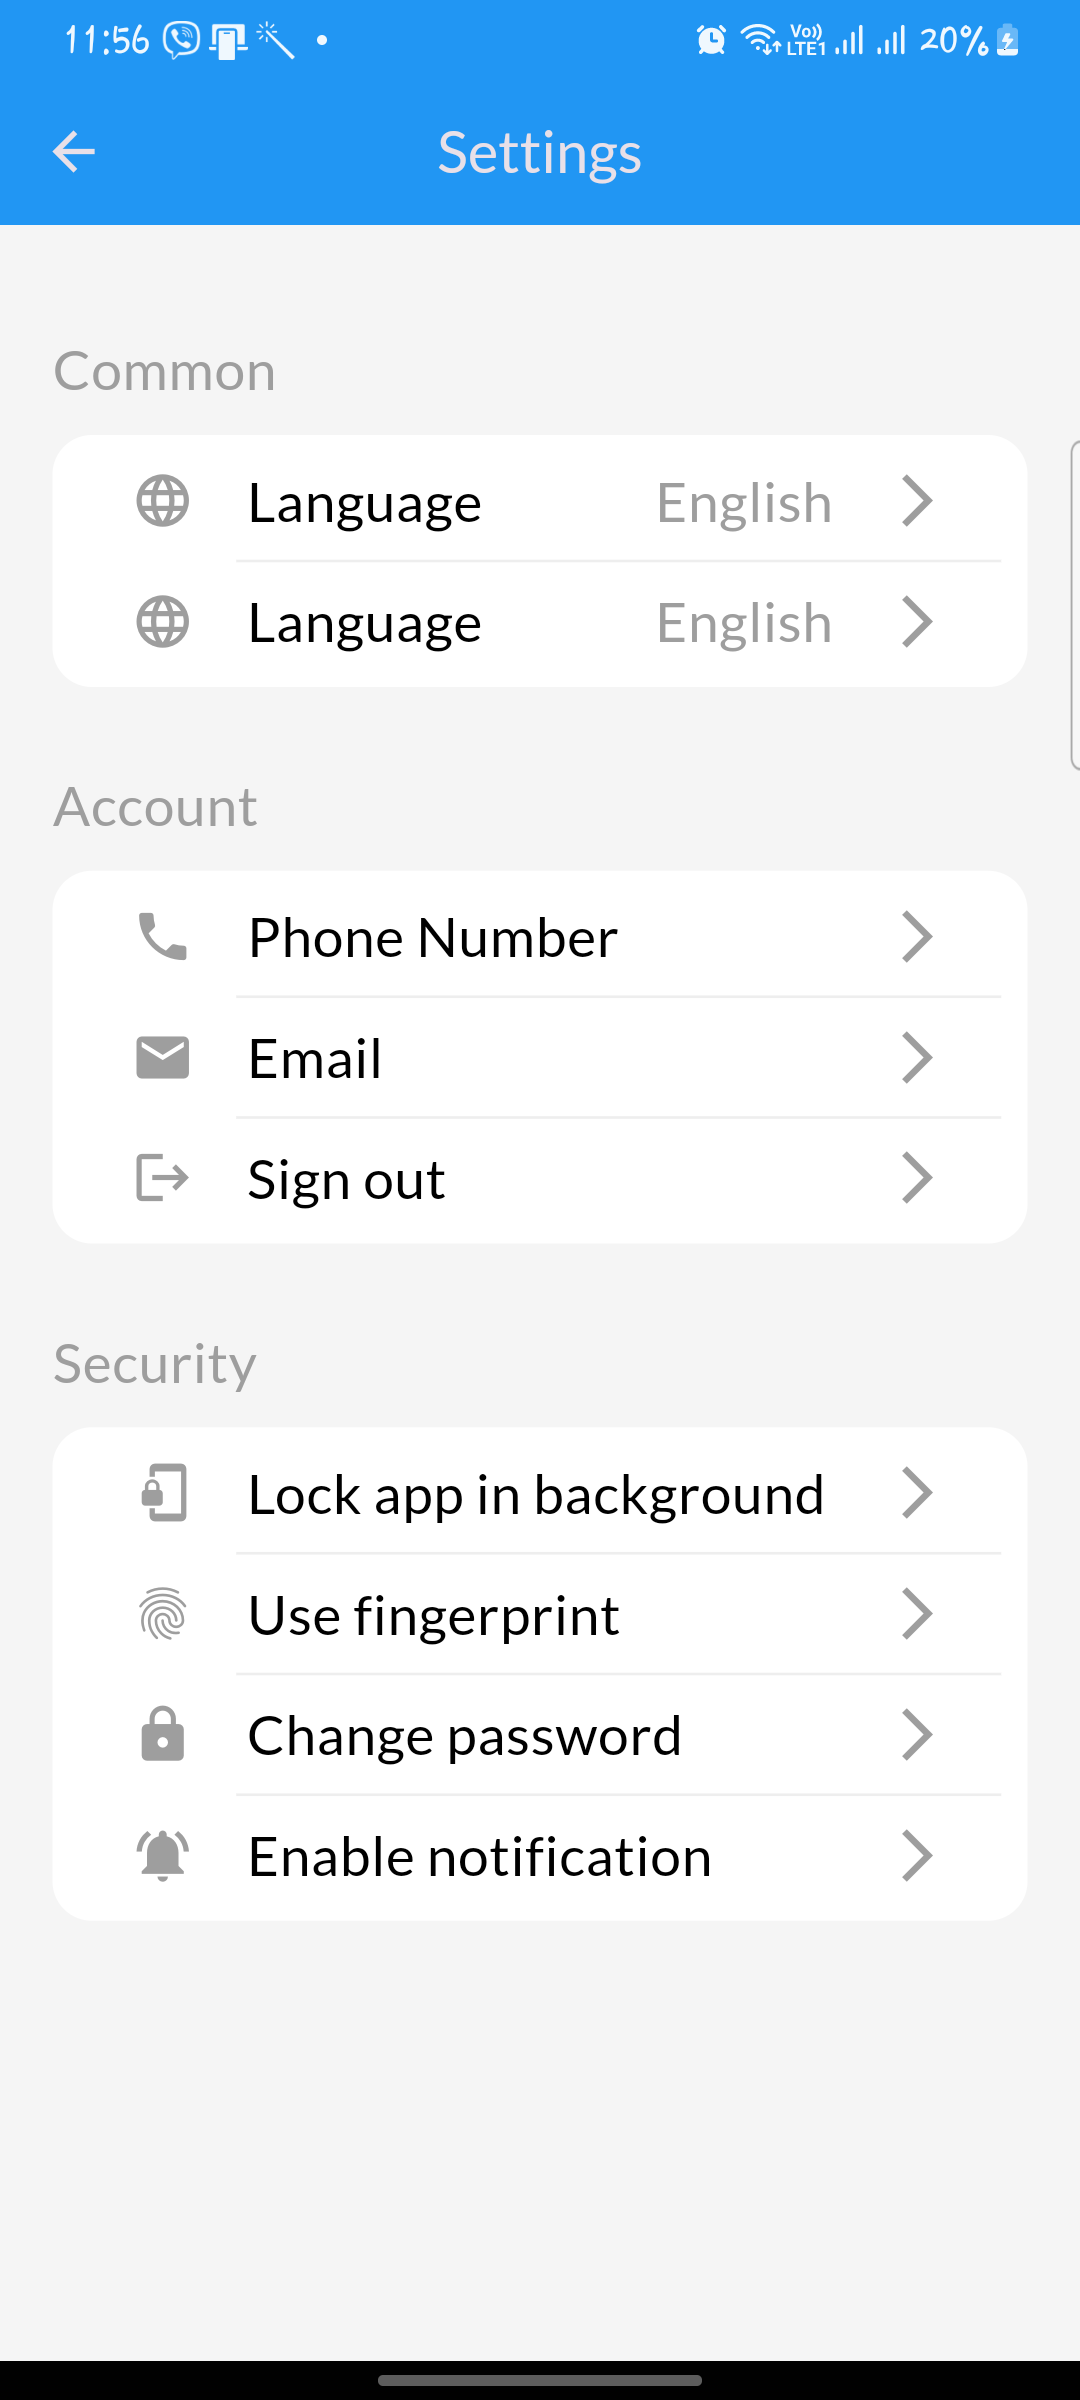 11:56 Vo)) LTE1 20%
Settings
Common
Language English
Language English
Account
Phone Number
Email
Sign out
Security
Lock app in background
Use fingerprint
Change password
Enable notification